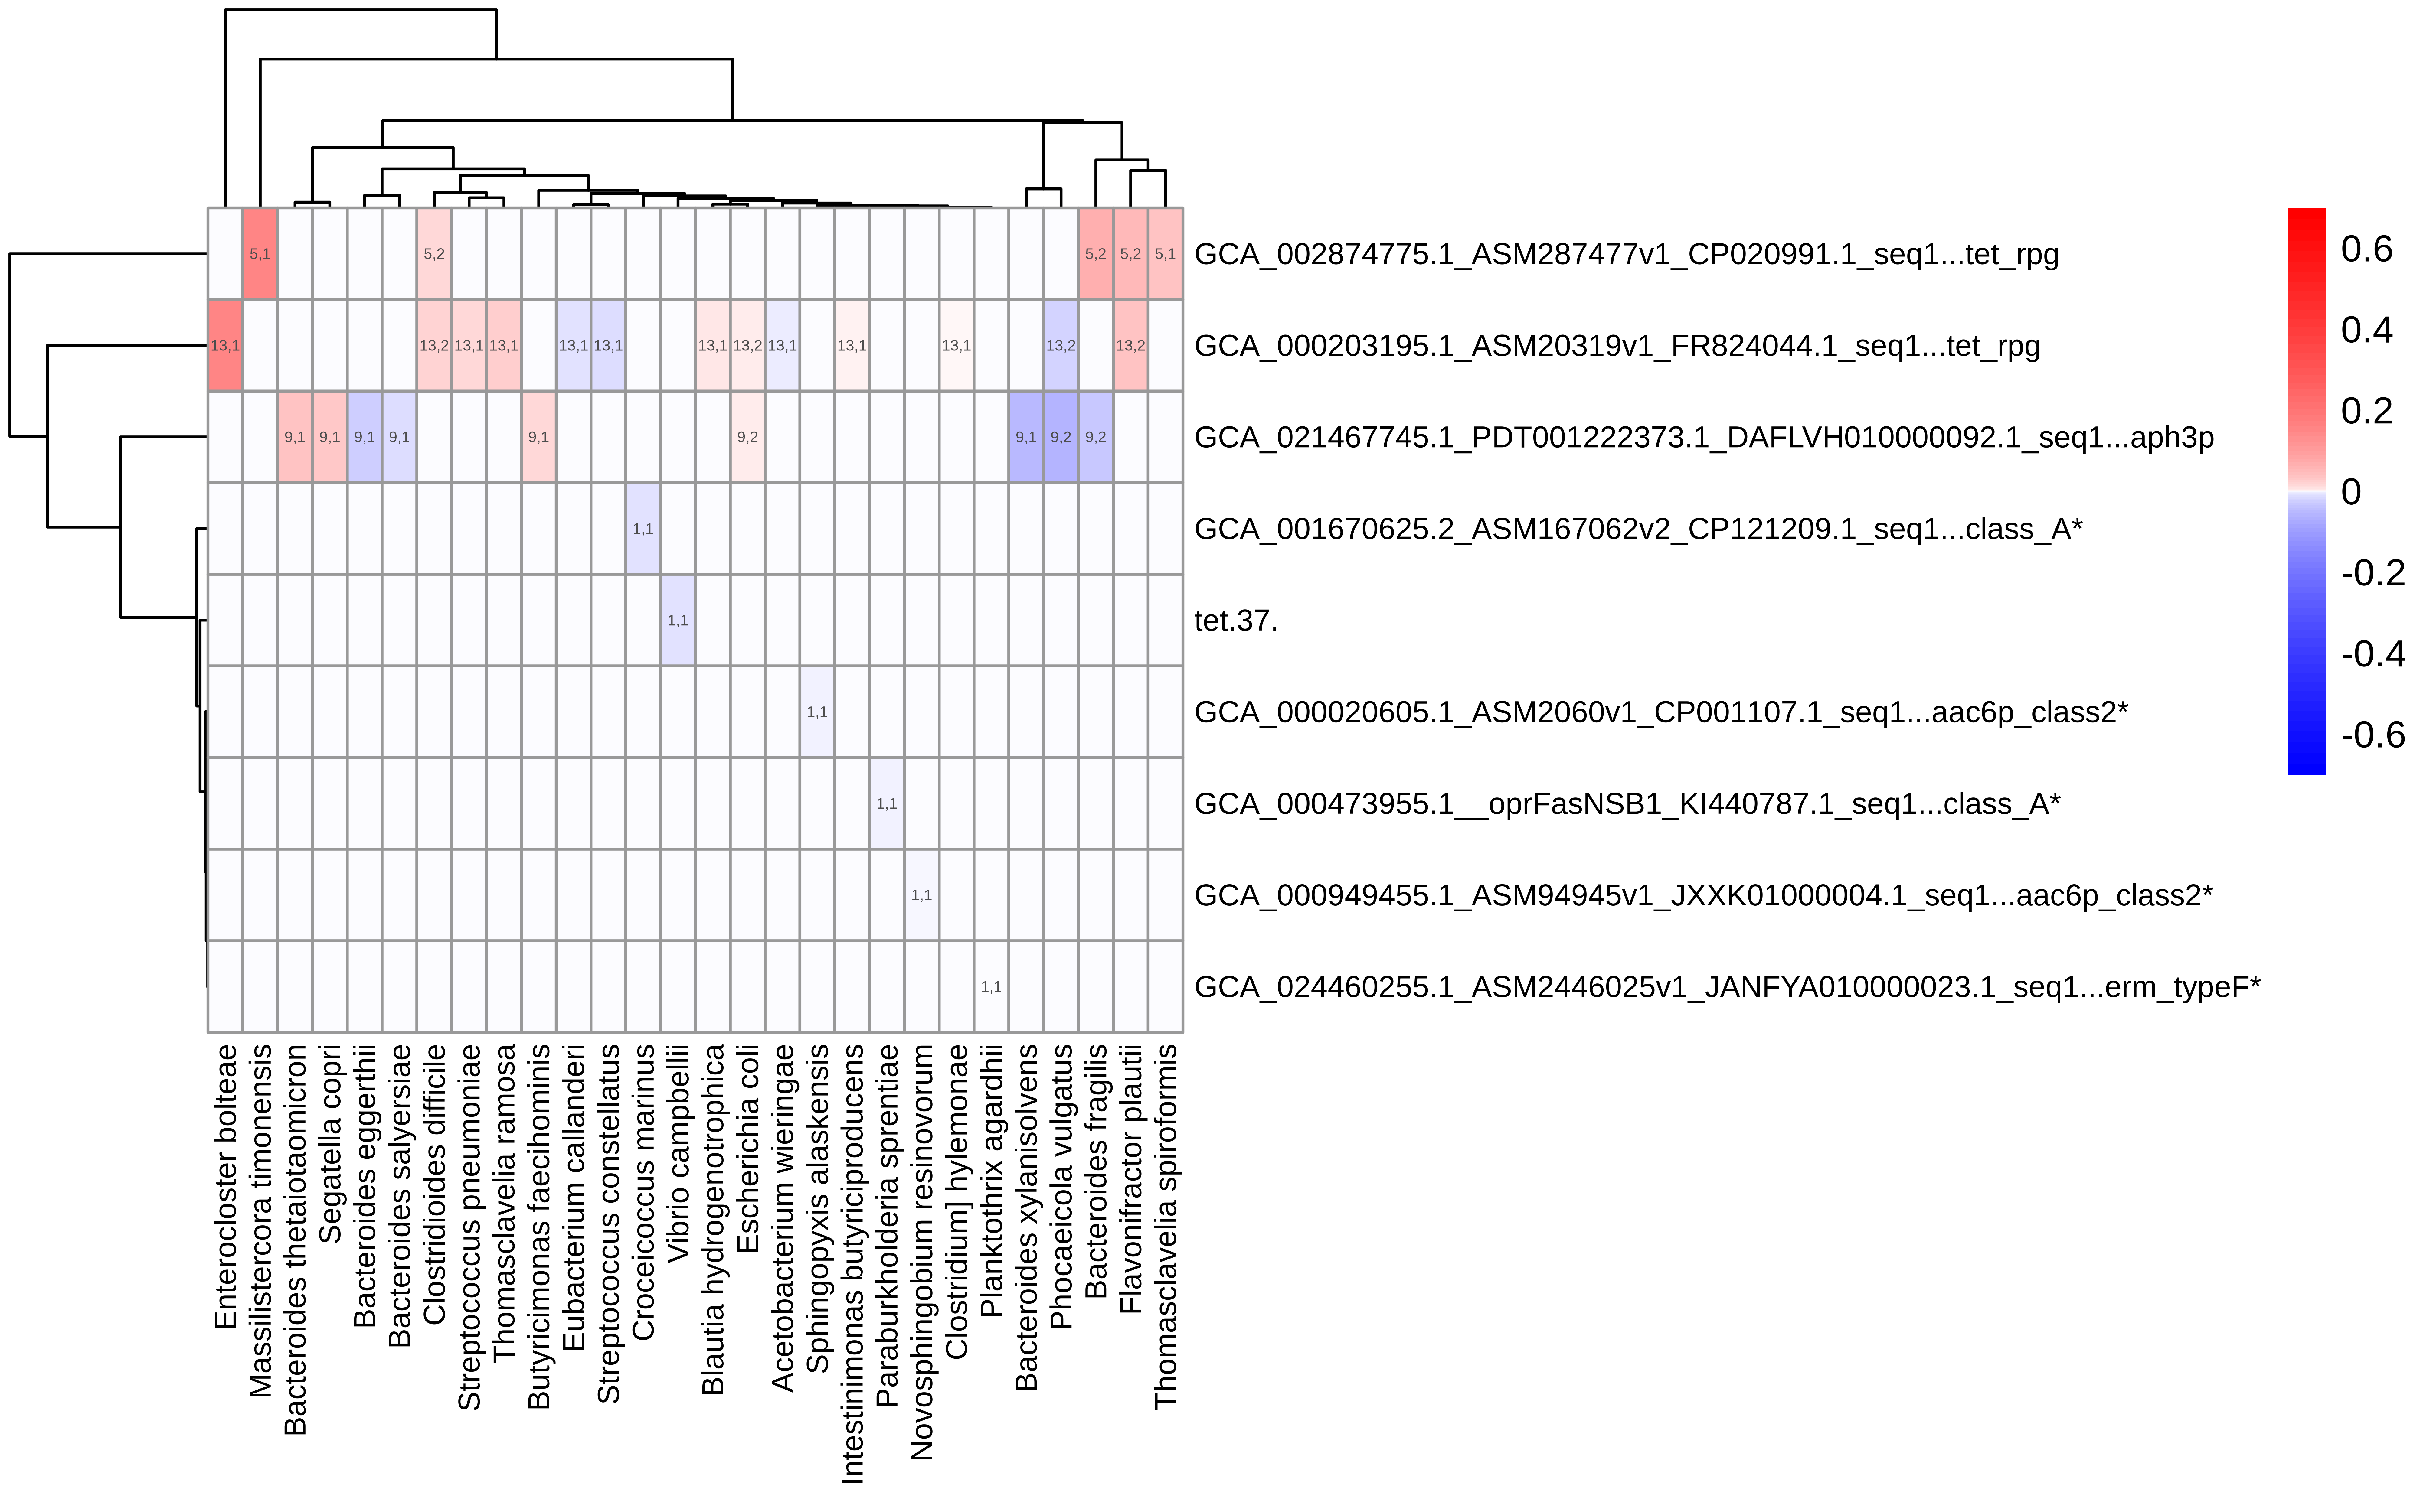 5,1 5,2 5,2 5,2 5,1 GCA_002874775.1_ASM287477v1_CP020991.1_seq1...tet_rpg
13,1 13,2 13,1 13,1 13,1 13,1 13,1 13,2 13,1 13,1 13,1 13,2 13,2 GCA_000203195.1_ASM20319v1_FR824044.1_seq1...tet_rpg
9,1 9,1 9,1 9,1 9,1 9,2 9,1 9,2 9,2 GCA_021467745.1_PDT001222373.1_DAFLVH010000092.1_seq1...aph3p
1,1 GCA_001670625.2_ASM167062v2_CP121209.1_seq1...class_A*
1,1 tet.37.
1,1 GCA_000020605.1_ASM2060v1_CP001107.1_seq1...aac6p_class2*
1,1 GCA_000473955.1__oprFasNSB1_KI440787.1_seq1...class_A*
1,1 GCA_000949455.1_ASM94945v1_JXXK01000004.1_seq1...aac6p_class2*
1,1 GCA_024460255.1_ASM2446025v1_JANFYA010000023.1_seq1...erm_typeF*
Enterocloster bolteae
Massilistercora timonensis
Bacteroides thetaiotaomicron
Segatella copri
Bacteroides eggerthii
Bacteroides salyersiae
Clostridioides difficile
Streptococcus pneumoniae
Thomasclavelia ramosa
Butyricimonas faecihominis
Eubacterium callanderi
Streptococcus constellatus
Croceicoccus marinus
Vibrio campbellii
Blautia hydrogenotrophica
Escherichia coli
Acetobacterium wieringae
Sphingopyxis alaskensis
Intestinimonas butyriciproducens
Paraburkholderia sprentiae
Novosphingobium resinovorum
Clostridium] hylemonae
Planktothrix agardhii
Bacteroides xylanisolvens
Phocaeicola vulgatus
Bacteroides fragilis
Flavonifractor plautii
Thomasclavelia spiroformis
0.6
0.4
0.2
0
-0.2
-0.4
-0.6